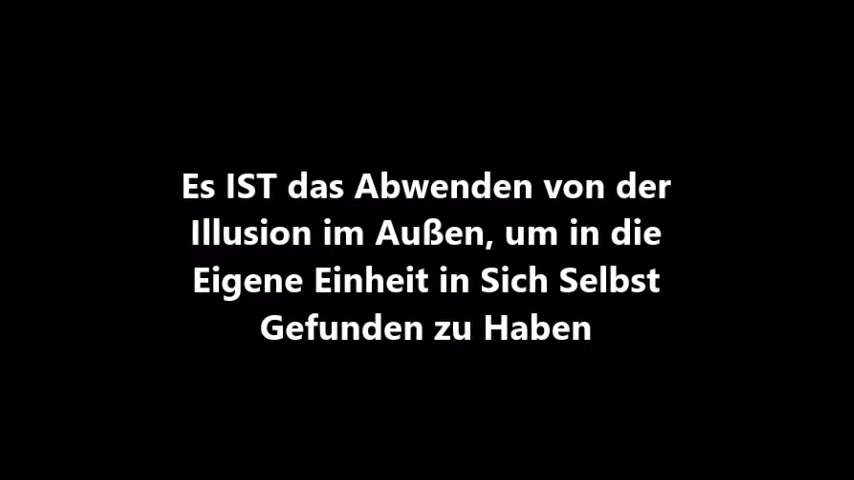 Es IST das Abwenden von der
Illusion im Außen, um in die
Eigene Einheit in Sich Selbst
Gefunden zu Haben